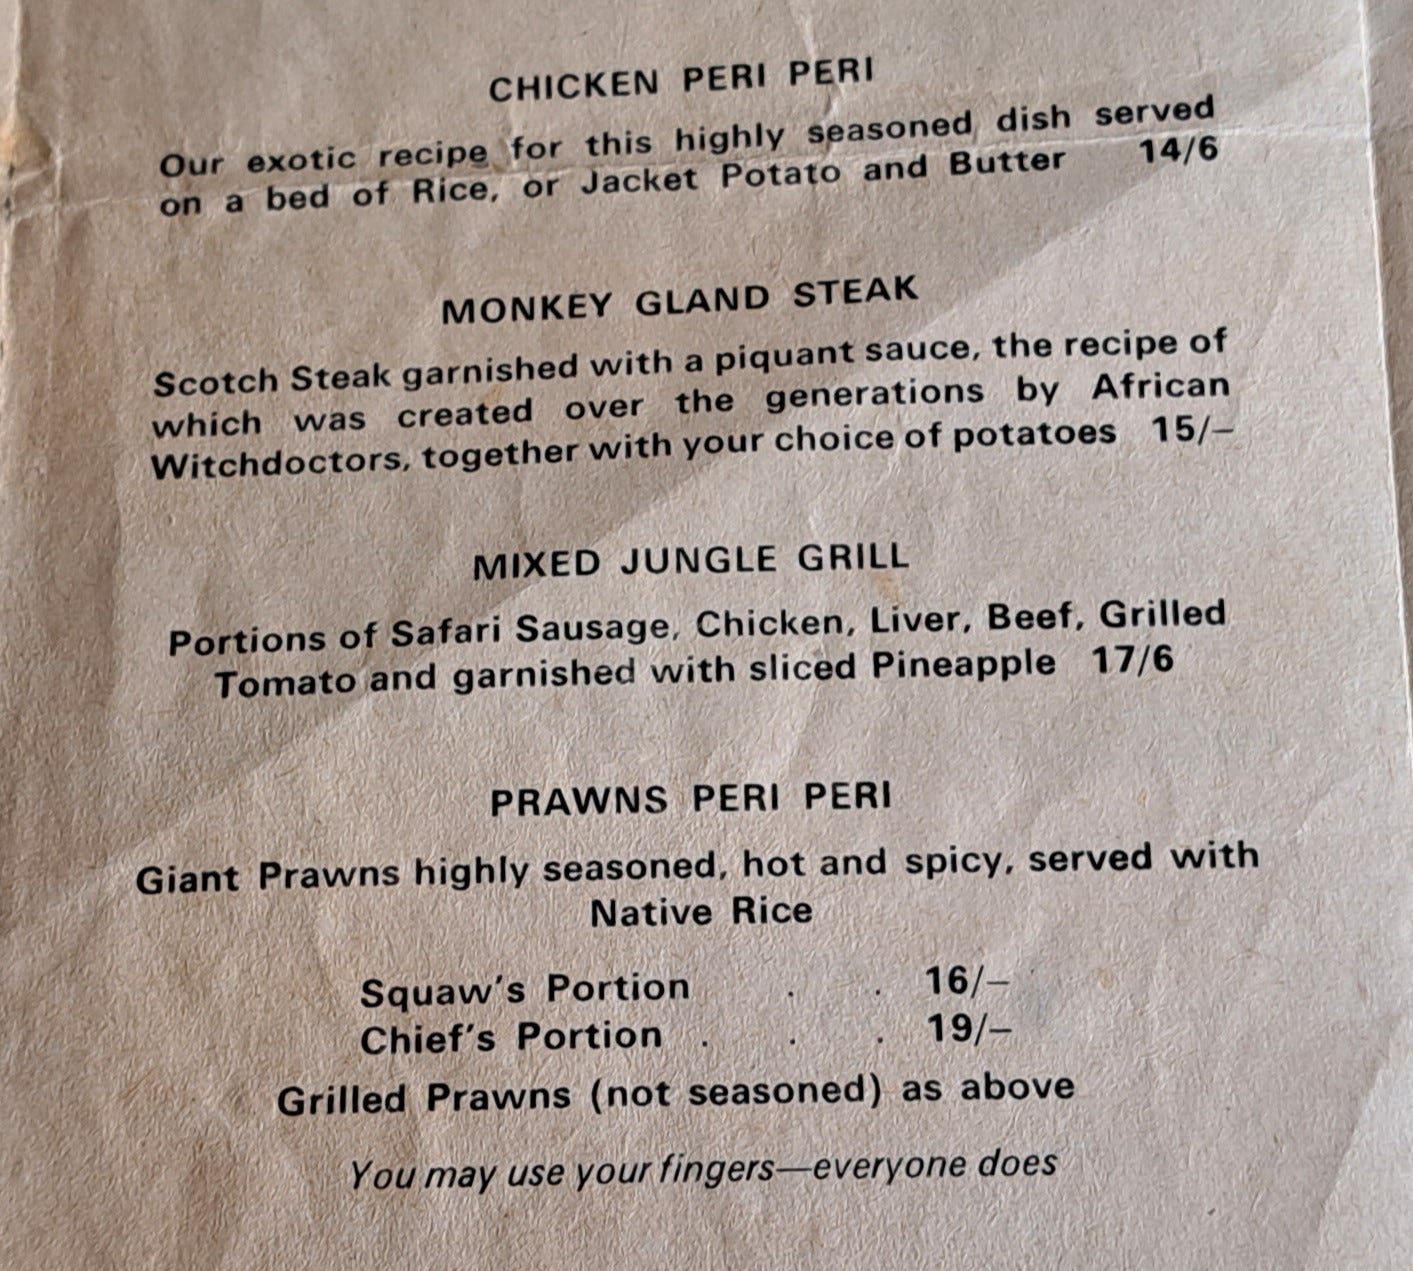 CHICKEN PERI PERI
Our exotic recipe for this highly seasoned dish served
on a bed of Rice, or Jacket Potato and Butter 14/6
MONKEY GLAND STEAK
Scotch Steak garnished with a piquant sauce, the recipe of
which was created over the generations by African
Witchdoctors, together with your choice of potatoes 15/–
MIXED JUNGLE GRILL
Portions of Safari Sausage, Chicken, Liver, Beef, Grilled
Tomato and garnished with sliced Pineapple 17/6
PRAWNS PERI PERI
Giant Prawns highly seasoned, hot and spicy, served with
Native Rice
Squaw's Portion . . 16/–
Chief's Portion . . . 19/–
Grilled Prawns (not seasoned) as above
You may use your fingers—everyone does